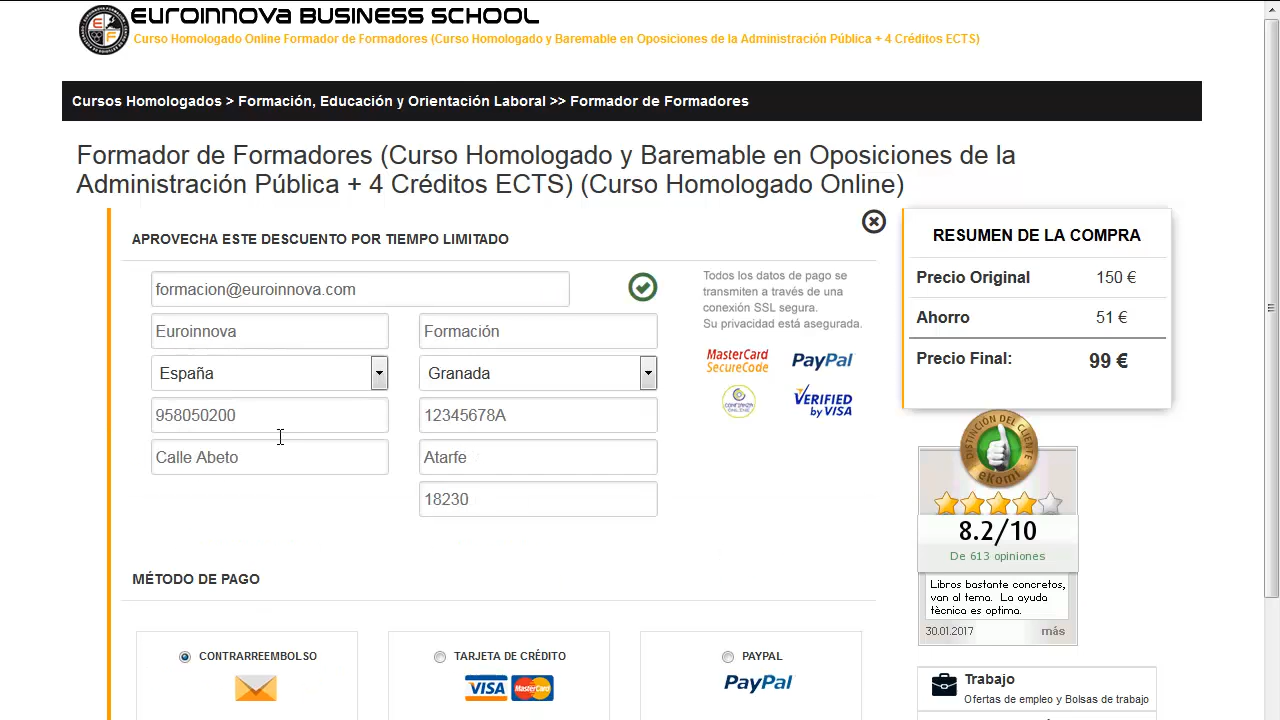 EUROINNOVA BUSINESS SCHOOL
Curso Homologado Online Formador de Formadores (Curso Homologado y Baremable en Oposiciones de la Administración Pública + 4 Créditos ECTS)
Cursos Homologados > Formación, Educación y Orientación Laboral >> Formador de Formadores
Formador de Formadores (Curso Homologado y Baremable en Oposiciones de la
Administración Pública + 4 Créditos ECTS) (Curso Homologado Online)
APROVECHA ESTE DESCUENTO POR TIEMPO LIMITADO
formacion@euroinnova.com
Euroinnova
Formación
España
Granada
958050200
12345678A
Calle Abeto
Atarfe
18230
Todos los datos de pago se
transmiten a través de una
conexión SSL segura.
Su privacidad está asegurada.
MasterCard
SecureCode
PayPal
CONFIANZA
ONLINE
VERIFIED
by VISA
MÉTODO DE PAGO
CONTRARREEMBOLSO
TARJETA DE CRÉDITO
VISA
MasterCard
PAYPAL
PayPal
RESUMEN DE LA COMPRA
Precio Original 150 €
Ahorro 51 €
Precio Final: 99 €
DISTINCIÓN DEL CLIENTE
eKomi
8.2/10
De 613 opiniones
Libros bastante concretos,
van al tema. La ayuda
tècnica es optima.
30.01.2017 más
Trabajo
Ofertas de empleo y Bolsas de trabajo